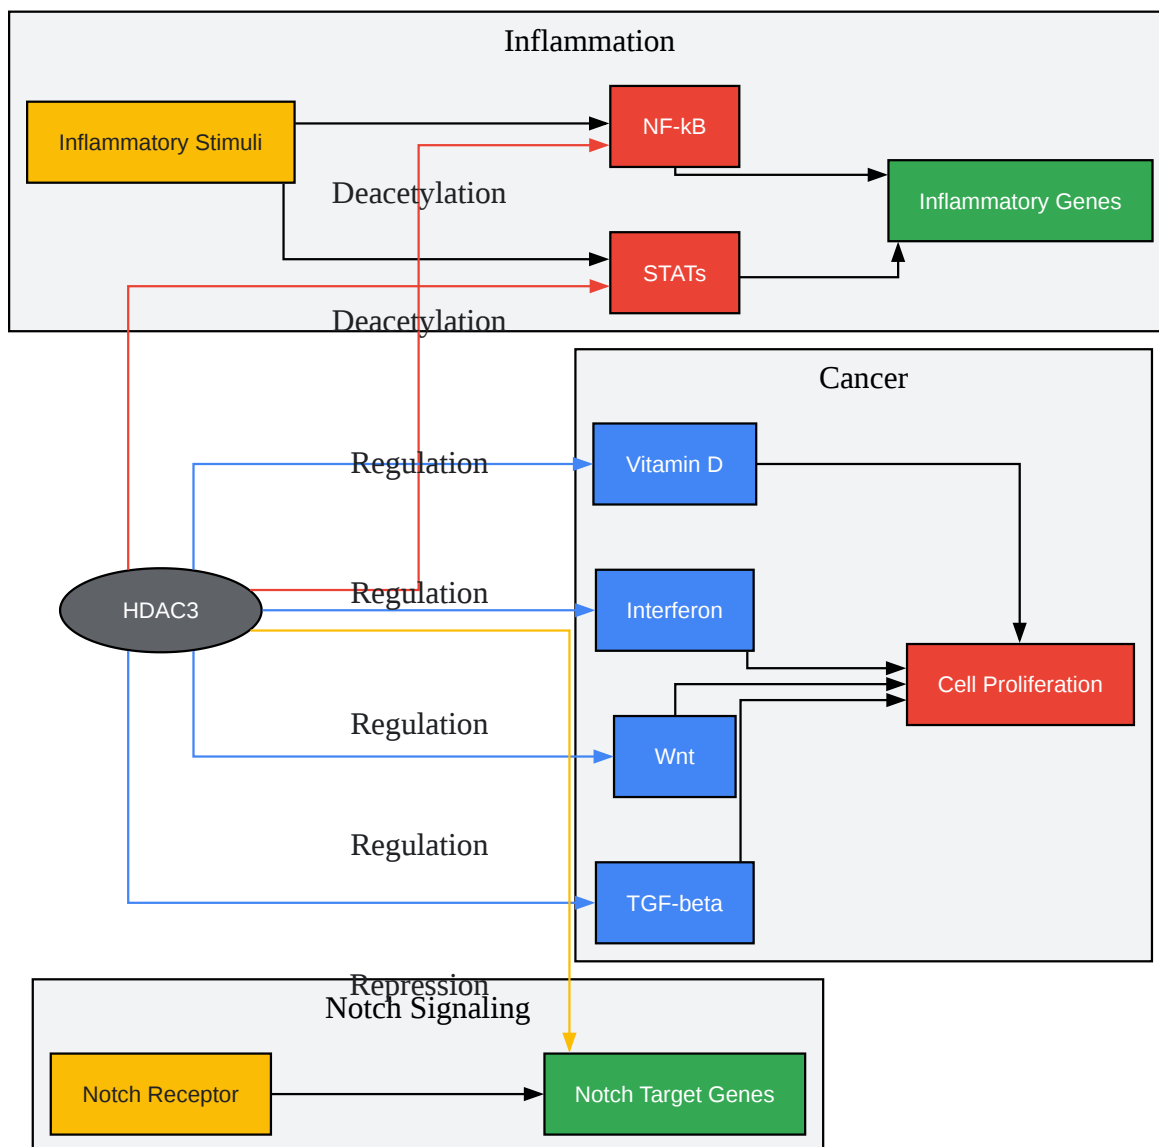 Inflammation
Inflammatory Stimuli
NF-kB
Deacetylation
Inflammatory Genes
STATs
Deacetylation
Cancer
Regulation
Vitamin D
Regulation
HDAC3
Interferon
Cell Proliferation
Regulation
Wnt
Regulation
TGF-beta
Repression
Notch Signaling
Notch Receptor
Notch Target Genes